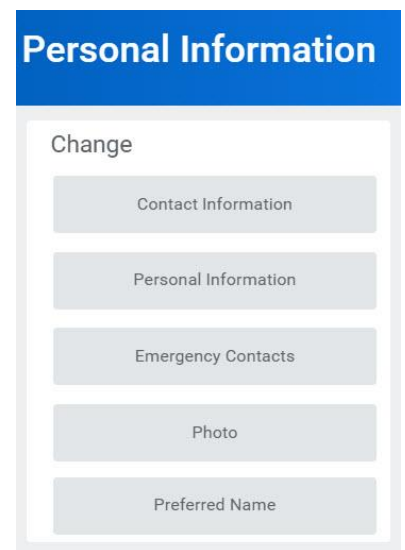 Personal Information
Change
Contact Information
Personal Information
Emergency Contacts
Photo
Preferred Name